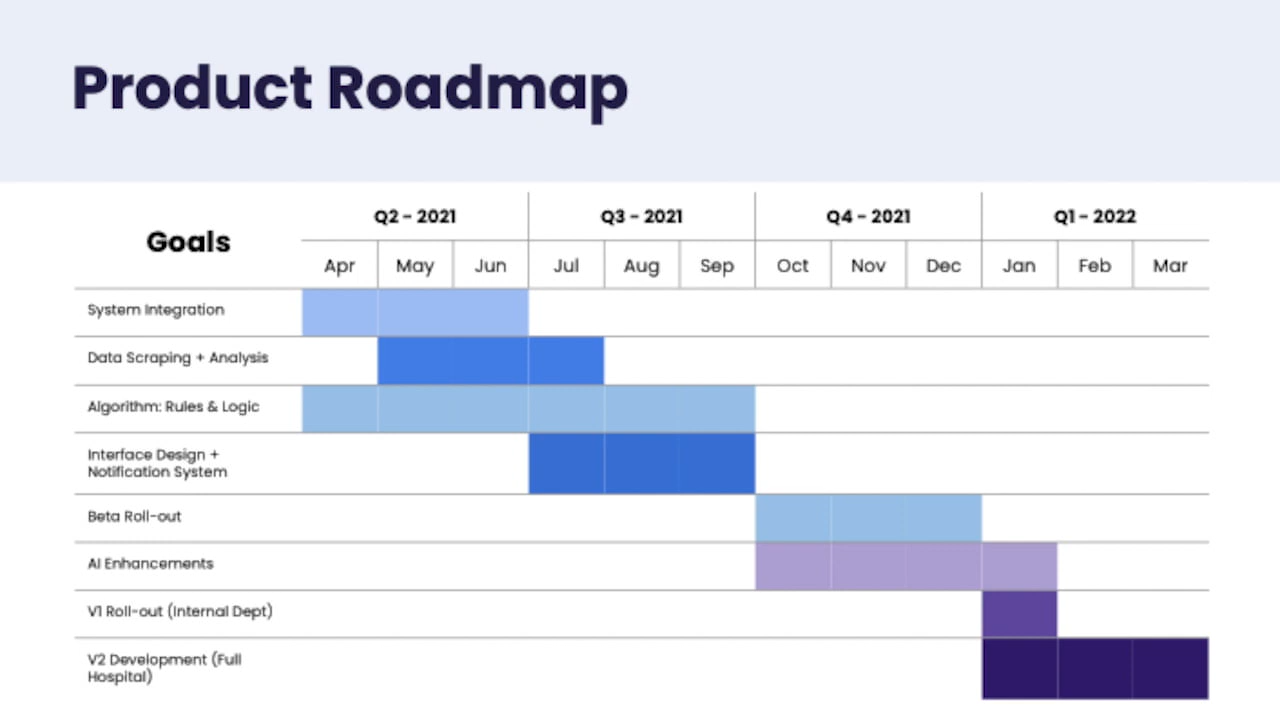 Product Roadmap
Goals
Q2 - 2021
Q3 - 2021
Q4 - 2021
Q1 - 2022
Apr
May
Jun
Jul
Aug
Sep
Oct
Nov
Dec
Jan
Feb
Mar
System Integration
Data Scraping + Analysis
Algorithm: Rules & Logic
Interface Design +
Notification System
Beta Roll-out
AI Enhancements
V1 Roll-out (Internal Dept)
V2 Development (Full
Hospital)